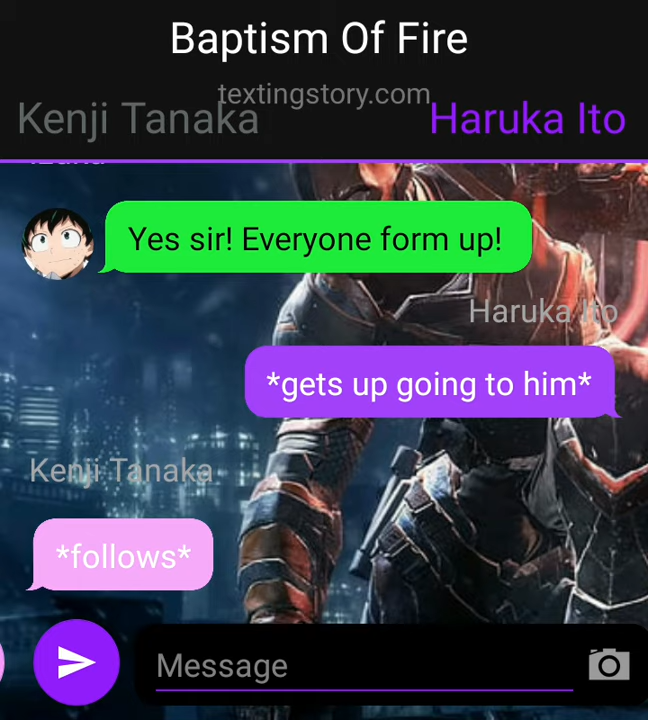 Baptism Of Fire
textingstory.com
Kenji Tanaka
Haruka Ito
Yes sir! Everyone form up!
Haruka Ito
*gets up going to him*
Kenji Tanaka
*follows*
Message